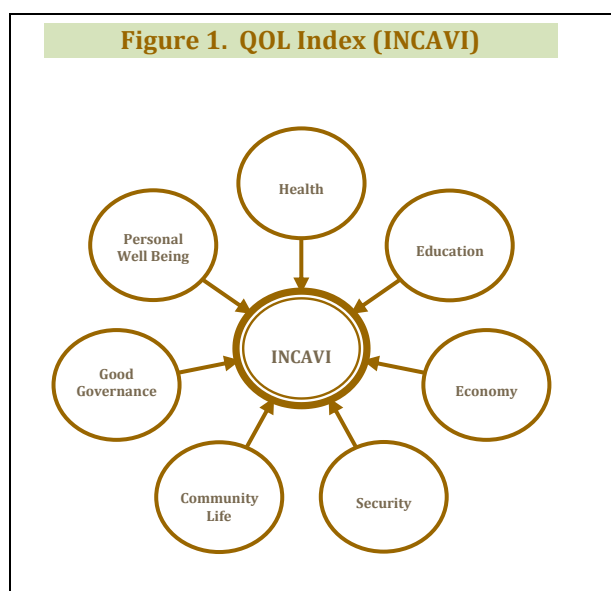 Figure 1. QOL Index (INCAVI)
Health
Personal
Well Being
Education
INCAVI
Good
Governance
Economy
Community
Life
Security